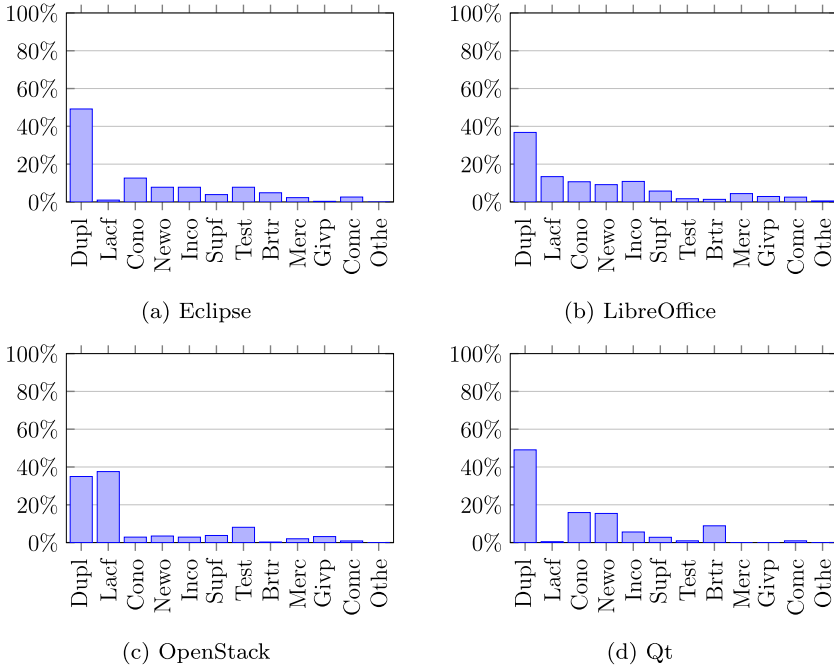 100%
80%
60%
40%
20%
0%
Dupl
Lacf
Cono
Newo
Inco
Supf
Test
Brtr
Merc
Givp
Comc
Othe
(a) Eclipse
100%
80%
60%
40%
20%
0%
Dupl
Lacf
Cono
Newo
Inco
Supf
Test
Brtr
Merc
Givp
Comc
Othe
(b) LibreOffice
100%
80%
60%
40%
20%
0%
Dupl
Lacf
Cono
Newo
Inco
Supf
Test
Brtr
Merc
Givp
Comc
Othe
(c) OpenStack
100%
80%
60%
40%
20%
0%
Dupl
Lacf
Cono
Newo
Inco
Supf
Test
Brtr
Merc
Givp
Comc
Othe
(d) Qt